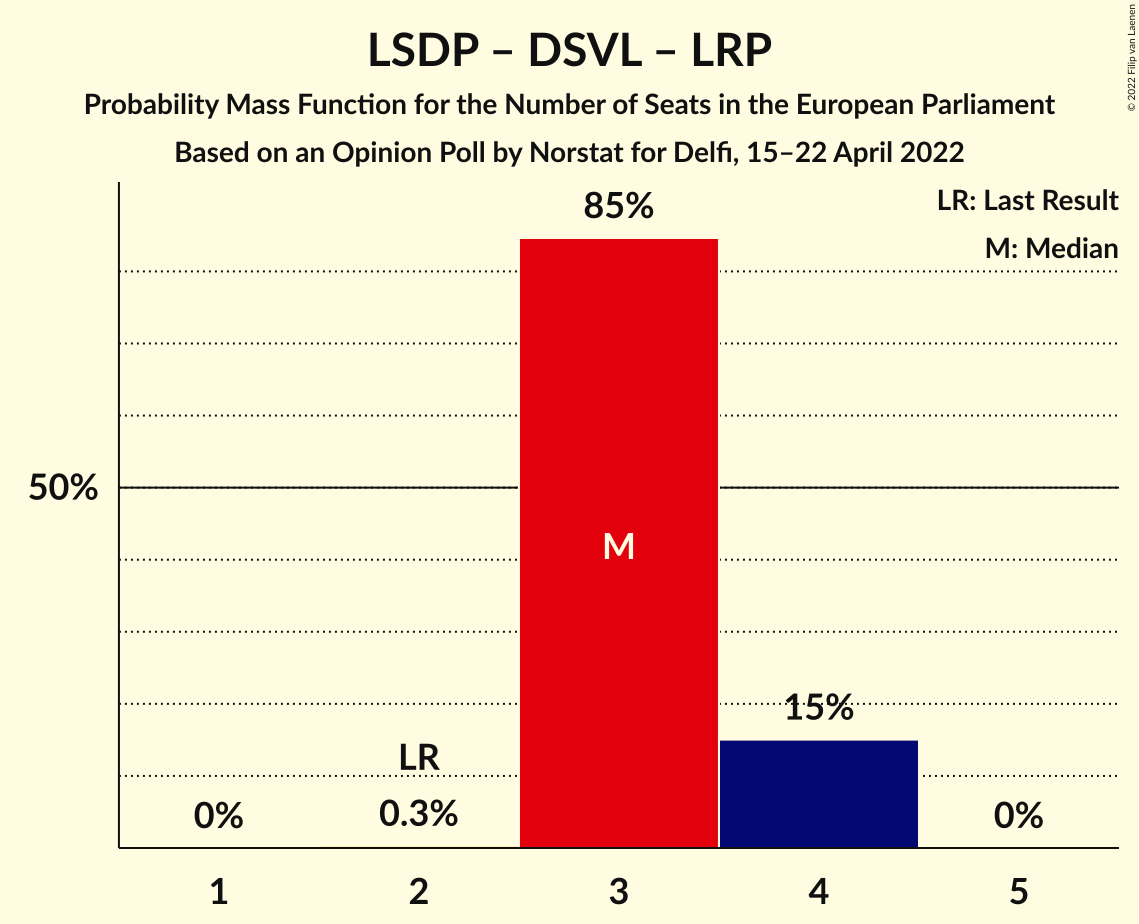 LSDP – DSVL – LRP
Probability Mass Function for the Number of Seats in the European Parliament
Based on an Opinion Poll by Norstat for Delfi, 15–22 April 2022
© 2022 Filip van Laenen
LR: Last Result
M: Median
85%
50%
M
15%
LR
0%
0.3%
0%
1
2
3
4
5